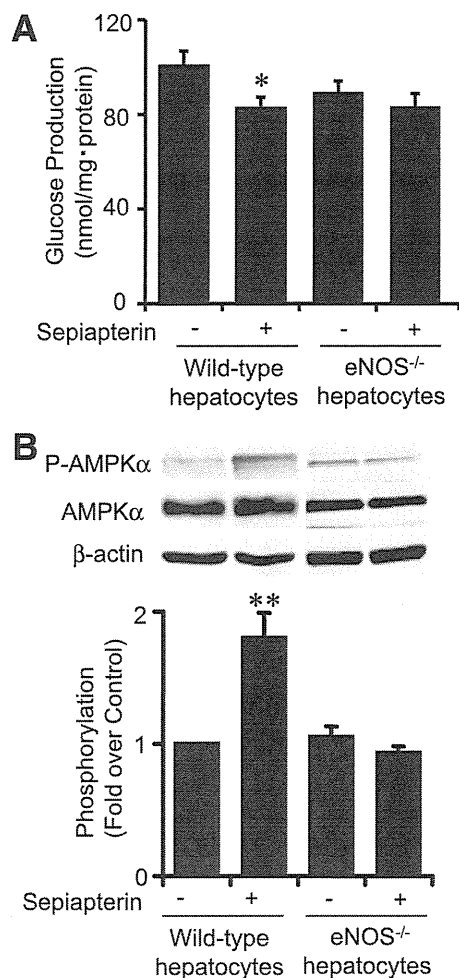 A
Glucose Production
(nmol/mg·protein)
120
80
40
0
*
Sepiapterin - + - +
Wild-type
hepatocytes
eNOS-/-
hepatocytes
B
P-AMPKα
AMPKα
β-actin
Phosphorylation
(Fold over Control)
2
1
0
**
Sepiapterin - + - +
Wild-type
hepatocytes
eNOS-/-
hepatocytes